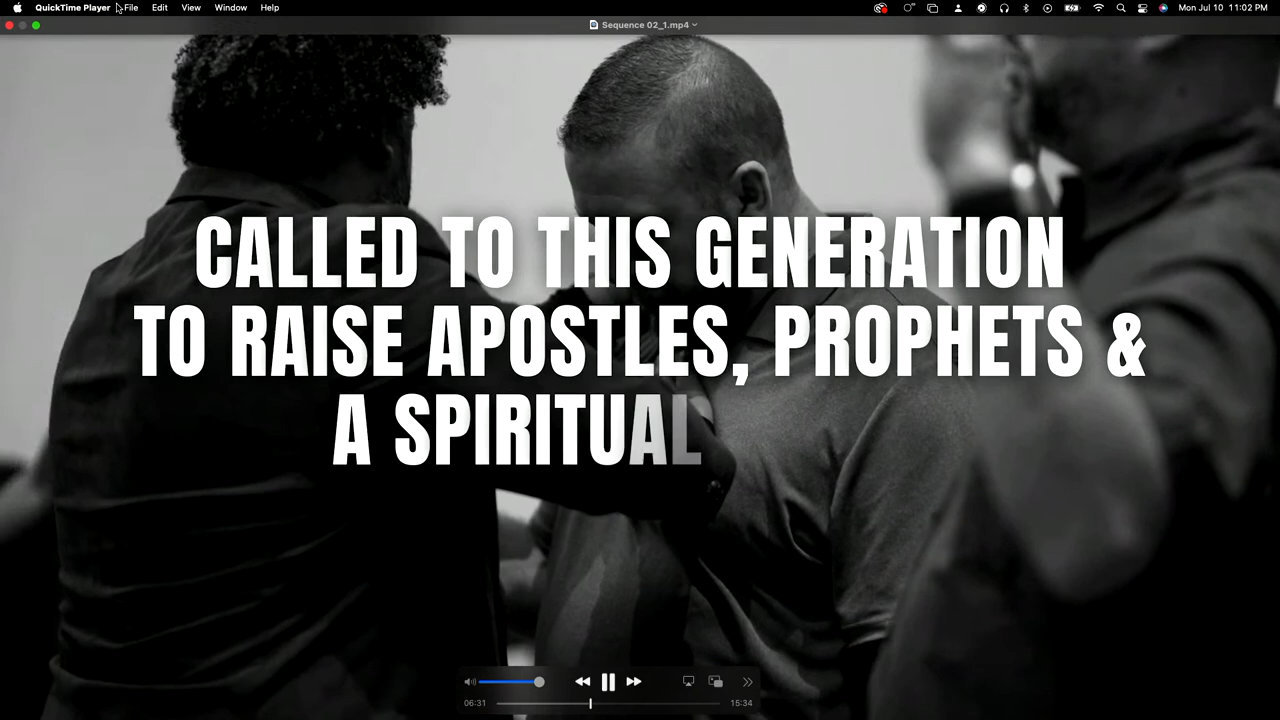 QuickTime Player File Edit View Window Help Mon Jul 10 11:02 PM
Sequence 02_1.mp4
CALLED TO THIS GENERATION
TO RAISE APOSTLES, PROPHETS &
A SPIRITUAL
06:31 15:34